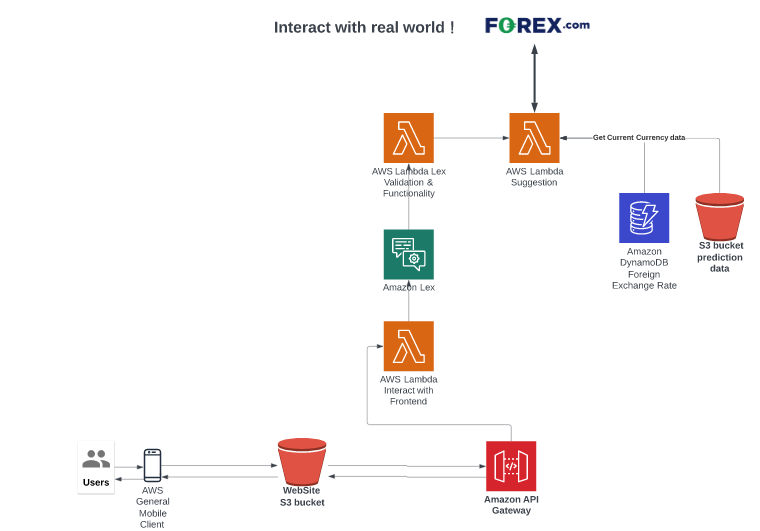 Interact with real world !
FOREX.com
Get Current Currency data
AWS Lambda Lex
Validation &
Functionality
AWS Lambda
Suggestion
Amazon
DynamoDB
Foreign
Exchange Rate
S3 bucket
prediction
data
Amazon Lex
AWS Lambda
Interact with
Frontend
Users
AWS
General
Mobile
Client
WebSite
S3 bucket
Amazon API
Gateway